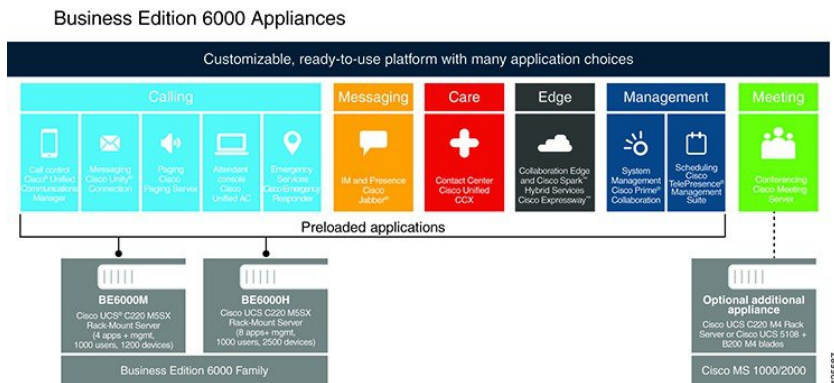 Business Edition 6000 Appliances
Customizable, ready-to-use platform with many application choices
Calling
Messaging
Care
Edge
Management
Meeting
Call control
Cisco® Unified
Communications
Manager
Messaging
Cisco Unity®
Connection
Paging
Cisco
Paging Server
Attendant
console
Cisco
Unified AC
Emergency
Services
Cisco Emergency
Responder
IM and Presence
Cisco
Jabber®
Contact Center
Cisco Unified
CCX
Collaboration Edge
and Cisco Spark™
Hybrid Services
Cisco Expressway™
System
Management
Cisco Prime®
Collaboration
Scheduling
Cisco
TelePresence®
Management
Suite
Conferencing
Cisco Meeting
Server
Preloaded applications
BE6000M
Cisco UCS® C220 M5SX
Rack-Mount Server
(4 apps+ mgmt,
1000 users, 1200 devices)
BE6000H
Cisco UCS C220 M5SX
Rack-Mount Server
(8 apps+ mgmt,
1000 users, 2500 devices)
Optional additional
appliance
Cisco UCS C220 M4 Rack
Server or Cisco UCS 5108 +
B200 M4 blades
Business Edition 6000 Family
Cisco MS 1000/2000